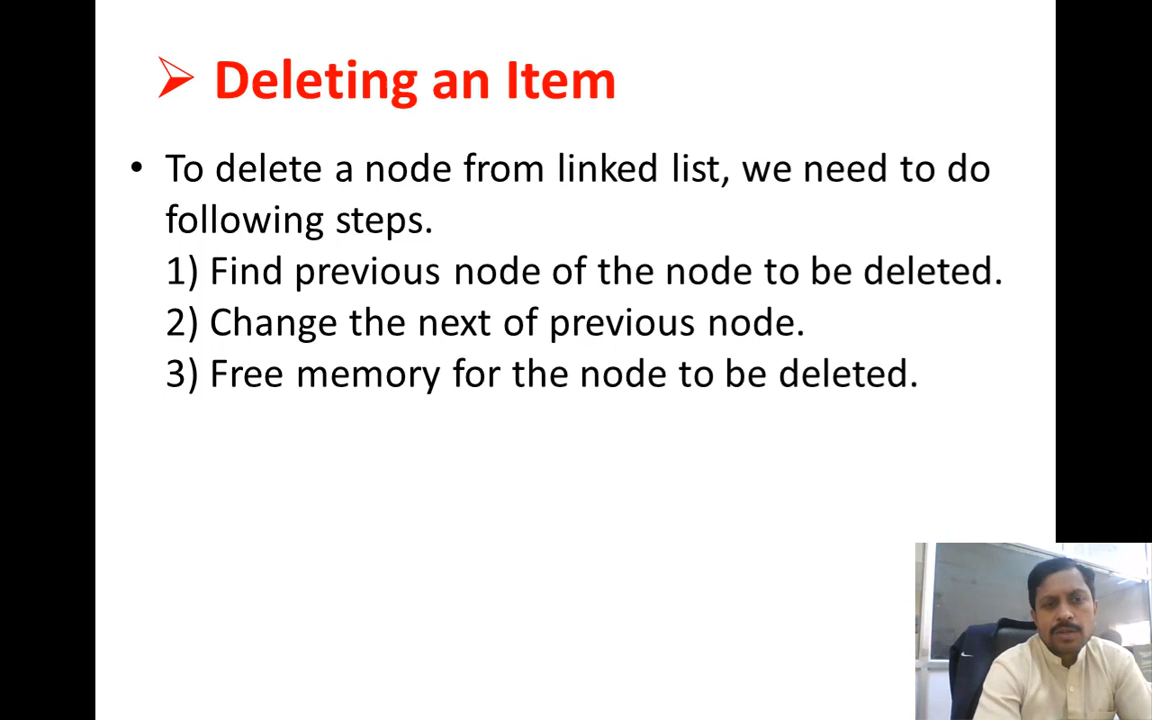 Deleting an Item
• To delete a node from linked list, we need to do
following steps.
1) Find previous node of the node to be deleted.
2) Change the next of previous node.
3) Free memory for the node to be deleted.